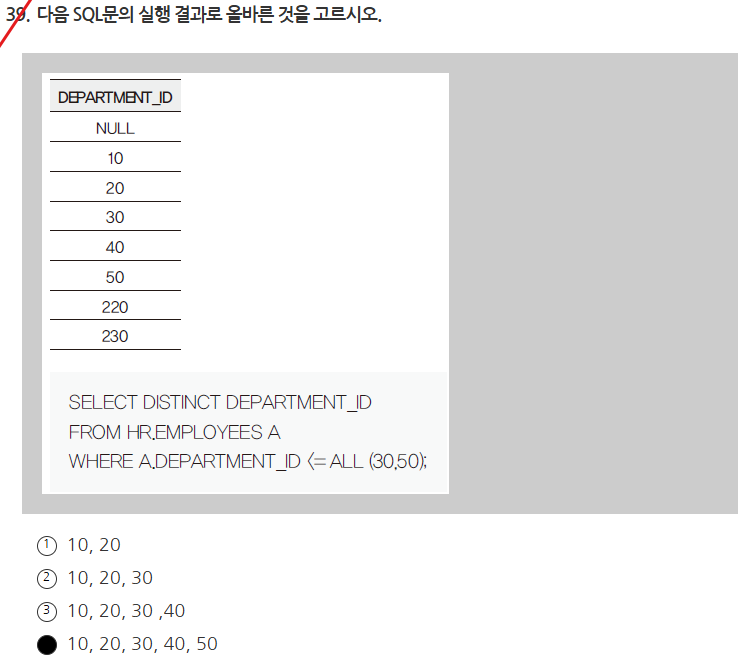 39. 다음 SQL문의 실행 결과로 올바른 것을 고르시오.
DEPARTMENT_ID
NULL
10
20
30
40
50
220
230
SELECT DISTINCT DEPARTMENT_ID
FROM HR.EMPLOYEES A
WHERE A.DEPARTMENT_ID <= ALL (30,50);
① 10, 20
② 10, 20, 30
③ 10, 20, 30 ,40
● 10, 20, 30, 40, 50